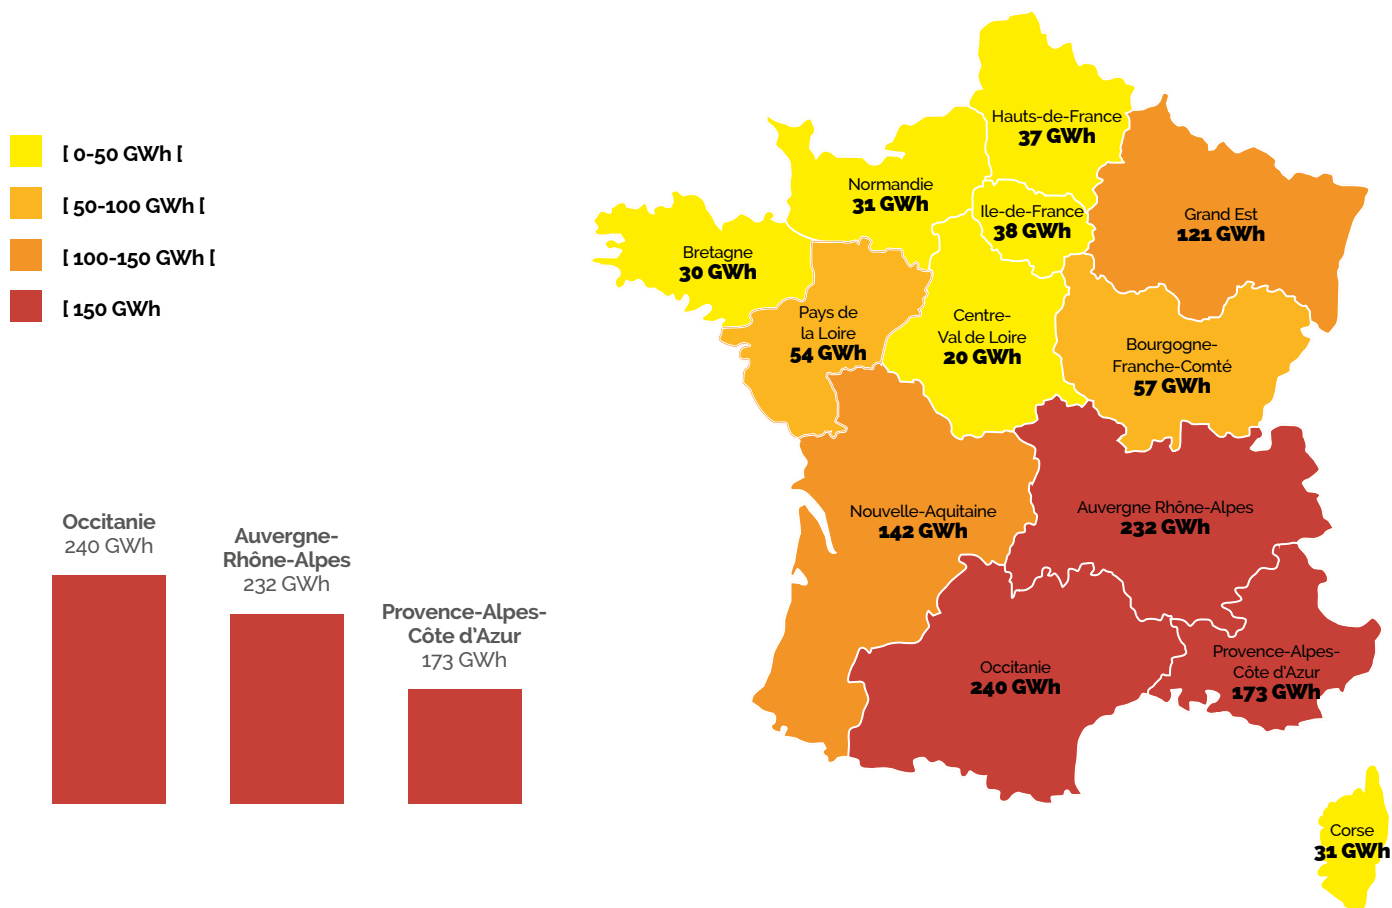 [ 0-50 GWh [
[ 50-100 GWh [
[ 100-150 GWh [
[ 150 GWh
Occitanie
240 GWh
Auvergne-
Rhône-Alpes
232 GWh
Provence-Alpes-
Côte d'Azur
173 GWh
Hauts-de-France
37 GWh
Normandie
31 GWh
Ile-de-France
38 GWh
Grand Est
121 GWh
Bretagne
30 GWh
Pays de
la Loire
54 GWh
Centre-
Val de Loire
20 GWh
Bourgogne-
Franche-Comté
57 GWh
Nouvelle-Aquitaine
142 GWh
Auvergne Rhône-Alpes
232 GWh
Occitanie
240 GWh
Provence-Alpes-
Côte d'Azur
173 GWh
Corse
31 GWh